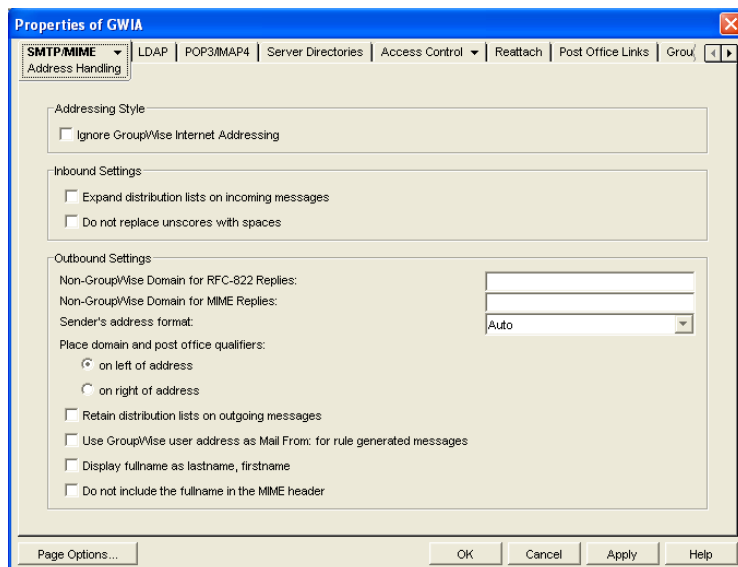 Properties of GWIA
SMTP/MIME LDAP POP3/IMAP4 Server Directories Access Control Reattach Post Office Links Grou
Address Handling
Addressing Style
Ignore GroupWise Internet Addressing
Inbound Settings
Expand distribution lists on incoming messages
Do not replace unscores with spaces
Outbound Settings
Non-GroupWise Domain for RFC-822 Replies:
Non-GroupWise Domain for MIME Replies:
Sender's address format: Auto
Place domain and post office qualifiers:
on left of address
on right of address
Retain distribution lists on outgoing messages
Use GroupWise user address as Mail From: for rule generated messages
Display fullname as lastname, firstname
Do not include the fullname in the MIME header
Page Options... OK Cancel Apply Help